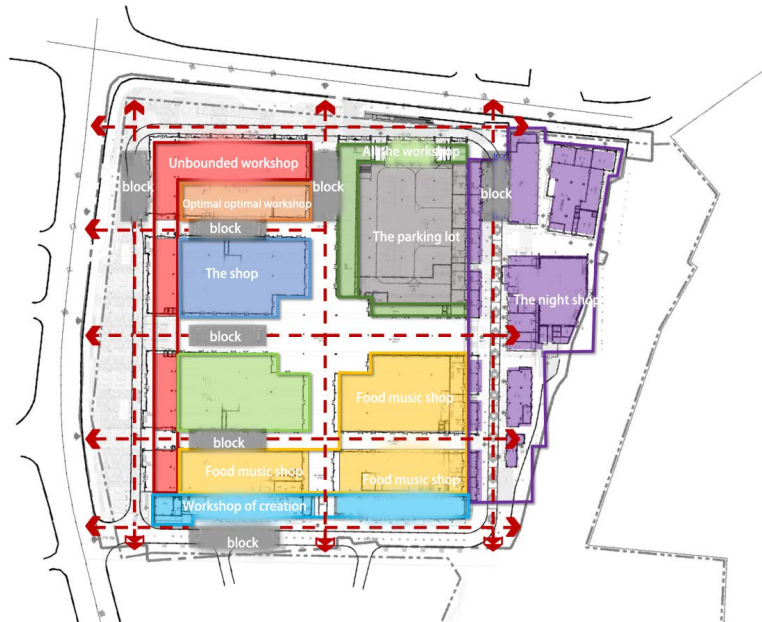 Unbounded workshop
All the workshop
block
block
block
Optimal optimal workshop
block
The parking lot
The shop
The night shop
block
Food music shop
block
Food music shop
Food music shop
Workshop of creation
block